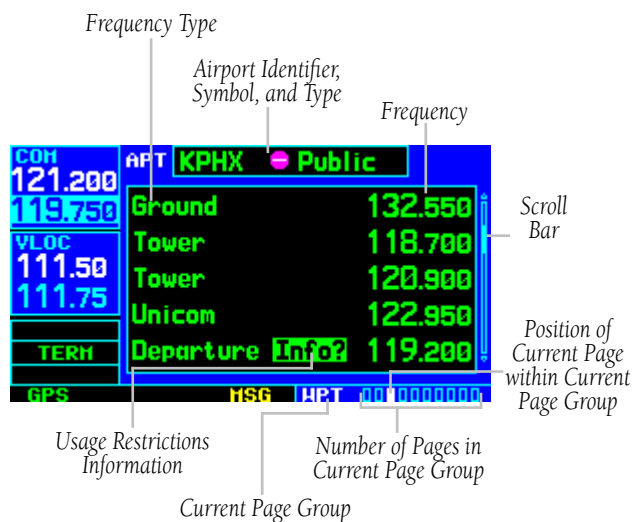 Frequency Type
Airport Identifier,
Symbol, and Type
Frequency
COM
121.200
119.750
VLOC
111.50
111.75
TERM
GPS
APT KPHX Public
Ground 132.550
Tower 118.700
Tower 120.900
Unicom 122.950
Departure Info? 119.200
MSG WPT
Scroll
Bar
Position of
Current Page
within Current
Page Group
Usage Restrictions
Information
Number of Pages in
Current Page Group
Current Page Group